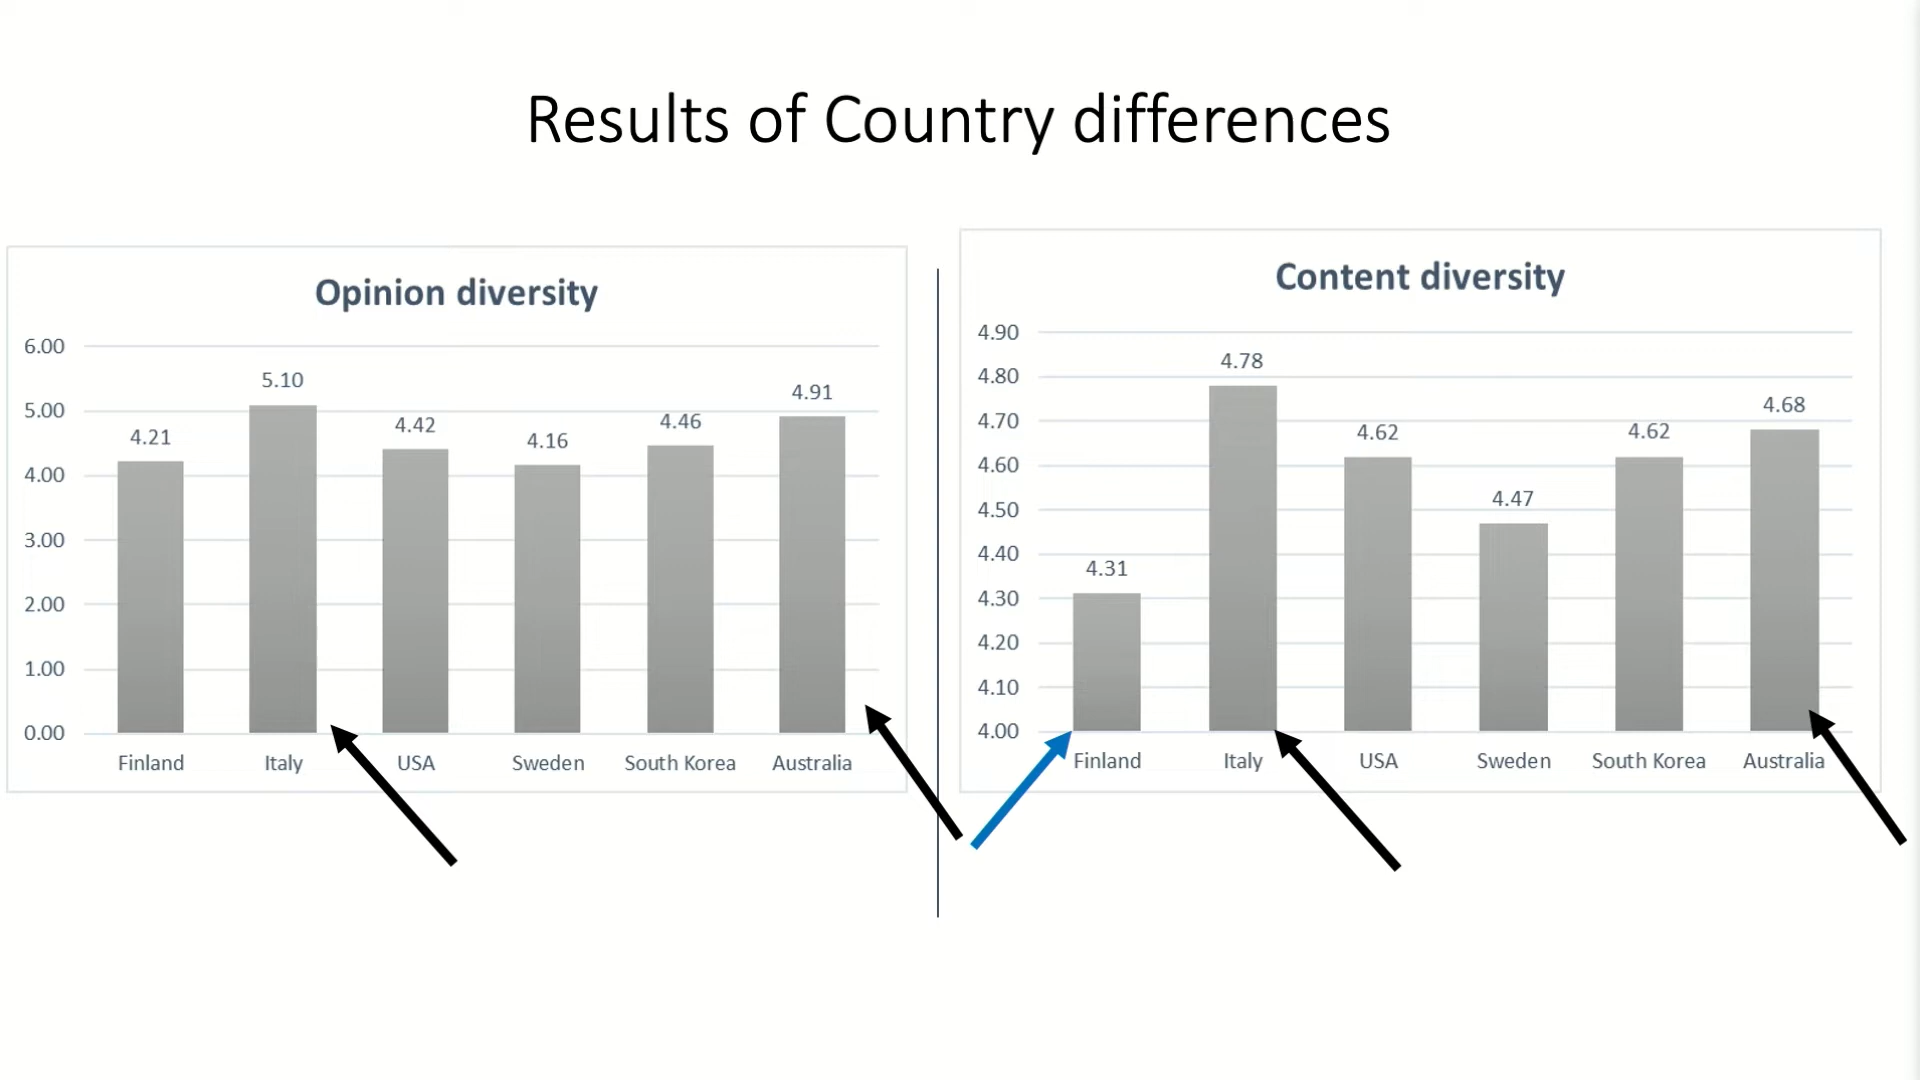 Results of Country differences
Opinion diversity
6.00
5.00
4.00
3.00
2.00
1.00
0.00
4.21
5.10
4.42
4.16
4.46
4.91
Finland
Italy
USA
Sweden
South Korea
Australia
Content diversity
4.90
4.80
4.70
4.60
4.50
4.40
4.30
4.20
4.10
4.00
4.31
4.78
4.62
4.47
4.62
4.68
Finland
Italy
USA
Sweden
South Korea
Australia